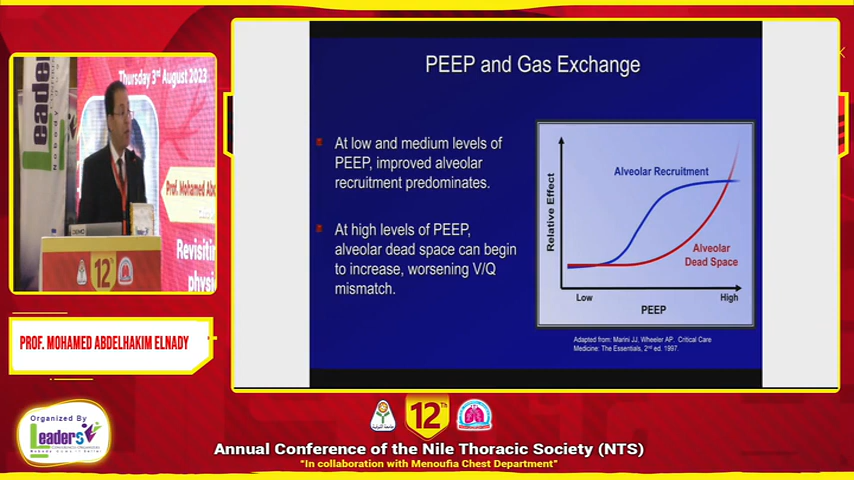 Thursday 3rd August 2023
Prof. Mohamed Abd
Revisiti
physi
12
PROF. MOHAMED ABDELHAKIM ELNADY
PEEP and Gas Exchange
At low and medium levels of
PEEP, improved alveolar
recruitment predominates.
At high levels of PEEP,
alveolar dead space can begin
to increase, worsening V/Q
mismatch.
Relative Effect
Alveolar Recruitment
Alveolar
Dead Space
Low
High
PEEP
Adapted from: Marini JJ. Wheeler AP. Critical Care
Medicine: The Essentials, 2nd ed. 1997.
Organized By
Leaders
12TH
Annual Conference of the Nile Thoracic Society (NTS)
"In collaboration with Menoufia Chest Department"